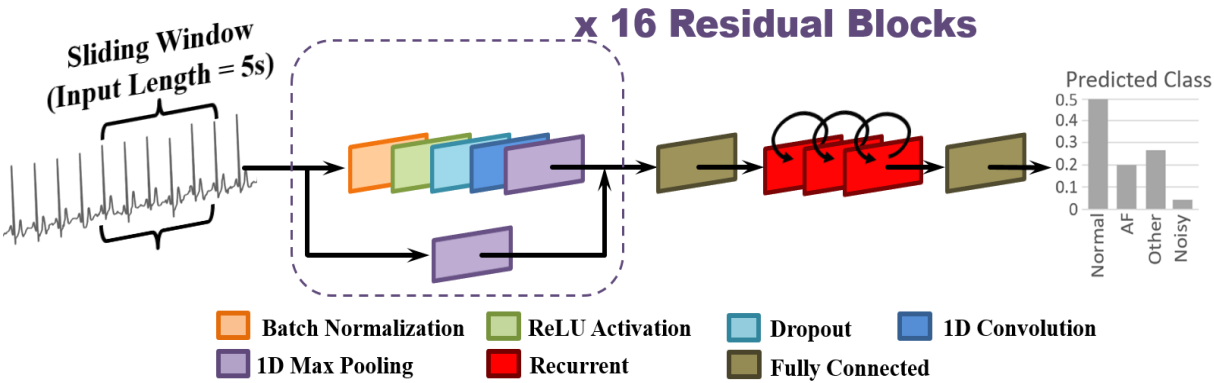 x 16 Residual Blocks
Sliding Window
(Input Length = 5s)
Predicted Class
0.5
0.4
0.3
0.2
0.1
0
Normal
AF
Other
Noisy
Batch Normalization
ReLU Activation
Dropout
1D Convolution
1D Max Pooling
Recurrent
Fully Connected